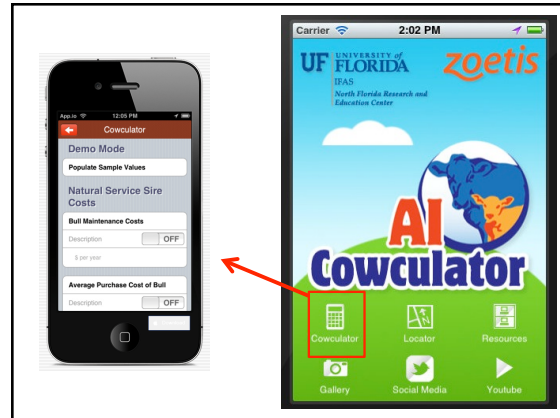 App.io 12:05 PM
Cowculator
Demo Mode
Populate Sample Values
Natural Service Sire
Costs
Bull Maintenance Costs
Description OFF
$ per year
Average Purchase Cost of Bull
Description OFF
Carrier 2:02 PM
UF UNIVERSITY of
FLORIDA
IFAS
North Florida Research and
Education Center
zoetis
AI
Cowculator
Cowculator Locator Resources
Gallery Social Media Youtube